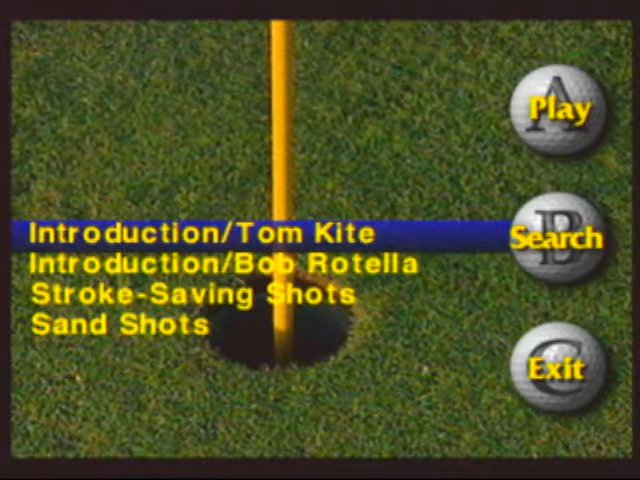 Introduction/Tom Kite
Introduction/Bob Rotella
Stroke-Saving Shots
Sand Shots
A
Play
B
Search
C
Exit